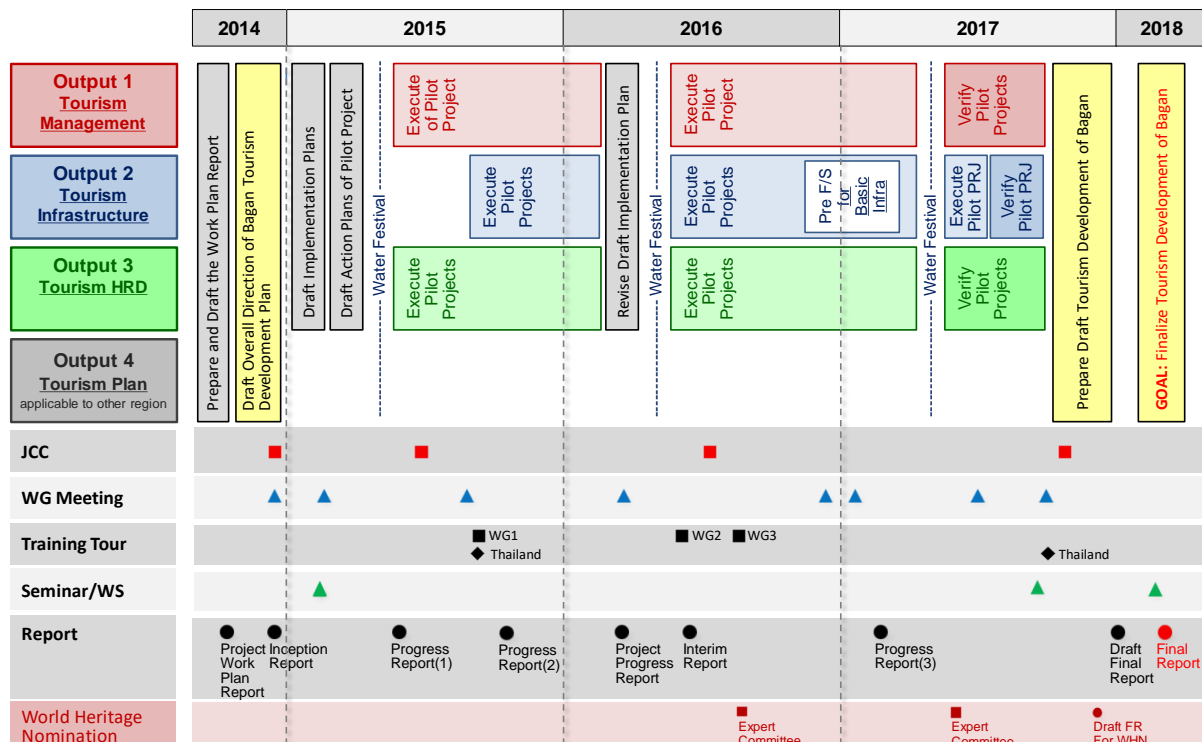 2014
2015
2016
2017
2018
Output 1
Tourism
Management
Output 2
Tourism
Infrastructure
Output 3
Tourism HRD
Output 4
Tourism Plan
applicable to other region
Prepare and Draft the Work Plan Report
Draft Overall Direction of Bagan Tourism
Development Plan
Draft Implementation Plans
Draft Action Plans of Pilot Project
Water Festival
Execute
of Pilot
Project
Execute
Pilot
Projects
Execute
Pilot
Projects
Revise Draft Implementation Plan
Water Festival
Execute
Pilot
Project
Execute
Pilot
Projects
Pre F/S
for
Basic
Infra
Execute
Pilot
Projects
Water Festival
Verify
Pilot
Projects
Execute
Pilot PRJ
Verify
Pilot PRJ
Verify
Pilot
Projects
Prepare Draft Tourism Development of Bagan
GOAL: Finalize Tourism Development of Bagan
JCC
WG Meeting
Training Tour
WG1
WG2
WG3
Thailand
Thailand
Seminar/WS
Report
Project
Work
Plan
Report
Inception
Report
Progress
Report(1)
Progress
Report(2)
Project
Progress
Report
Interim
Report
Progress
Report(3)
Draft
Final
Report
Final
Report
World Heritage
Nomination
Expert
Committee
Expert
Committee
Draft FR
For WHN